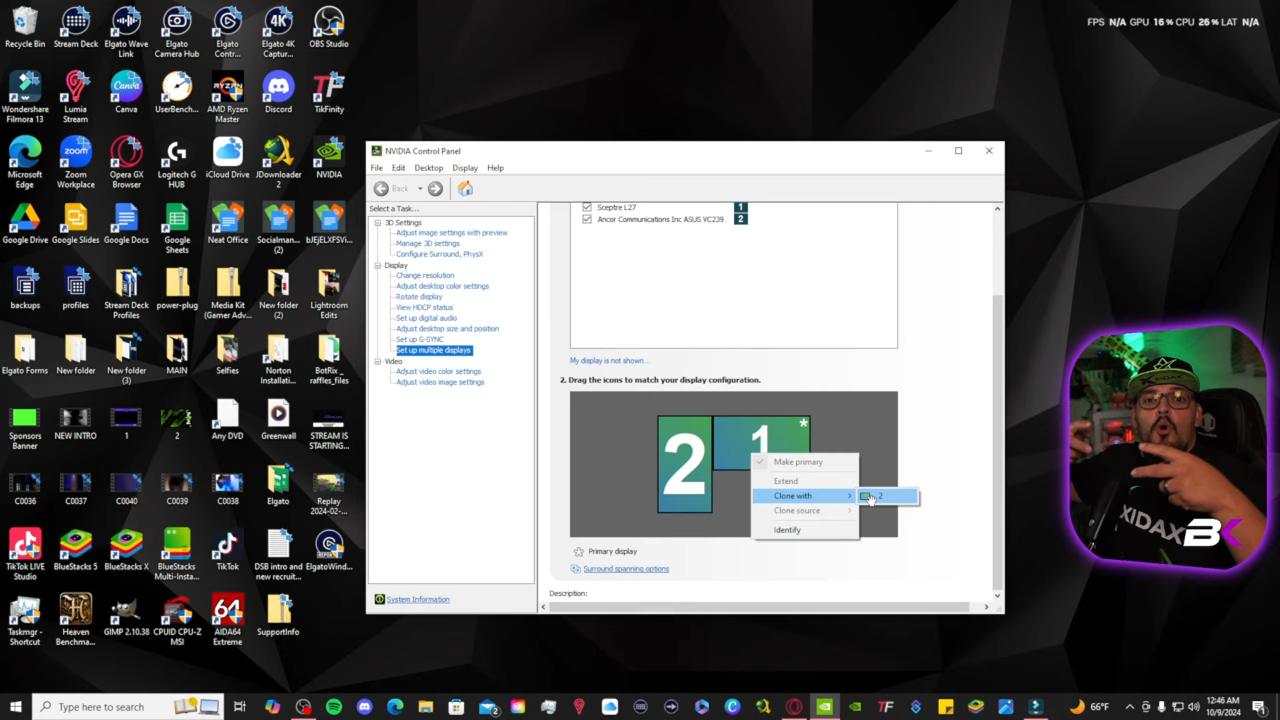 FPS N/A GPU 16 % CPU 26 % LAT N/A
Recycle Bin
Stream Deck
Elgato Wave Link
Elgato Camera Hub
Elgato Contr...
Elgato 4K Captur...
OBS Studio
Wondershare Filmora 13
Lumia Stream
Canva
UserBench...
AMD Ryzen Master
Discord
TikFinity
Microsoft Edge
Zoom Workplace
Opera GX Browser
Logitech G HUB
iCloud Drive
JDownloader 2
NVIDIA
Google Drive
Google Slides
Google Docs
Google Sheets
Neat Office
Socialman... (2)
bJEjELXFSVi...
backups
profiles
Stream Deck Profiles
power-plug
Media Kit (Gamer Adv...
New folder (2)
Lightroom Edits
Elgato Forms
New folder
New folder (3)
MAIN
Selfies
Norton Installati...
BotRix _ raffles_files
Sponsors Banner
NEW INTRO
1
2
Any DVD
Greenwall
STREAM IS STARTING...
C0036
C0037
C0040
C0039
C0038
Elgato
Replay 2024-02-...
TikTok LIVE Studio
BlueStacks 5
BlueStacks X
BlueStacks Multi-Insta...
TikTok
DSB intro and new recruit...
ElgatoWind...
Taskmgr - Shortcut
Heaven Benchma...
GIMP 2.10.38
CPUID CPU-Z MSI
AIDA64 Extreme
SupportInfo
NVIDIA Control Panel
File Edit Desktop Display Help
Back
Select a Task...
3D Settings
Adjust image settings with preview
Manage 3D settings
Configure Surround, PhysX
Display
Change resolution
Adjust desktop color settings
Rotate display
View HDCP status
Set up digital audio
Adjust desktop size and position
Set up G-SYNC
Set up multiple displays
Video
Adjust video color settings
Adjust video image settings
System Information
Sceptre L27 1
Ancor Communications Inc ASUS VC239 2
My display is not shown...
2. Drag the icons to match your display configuration.
2
1
Make primary
Extend
Clone with
2
Clone source
Identify
Primary display
Surround spanning options
Description:
XIDAX
Type here to search
66°F
12:46 AM
10/9/2024